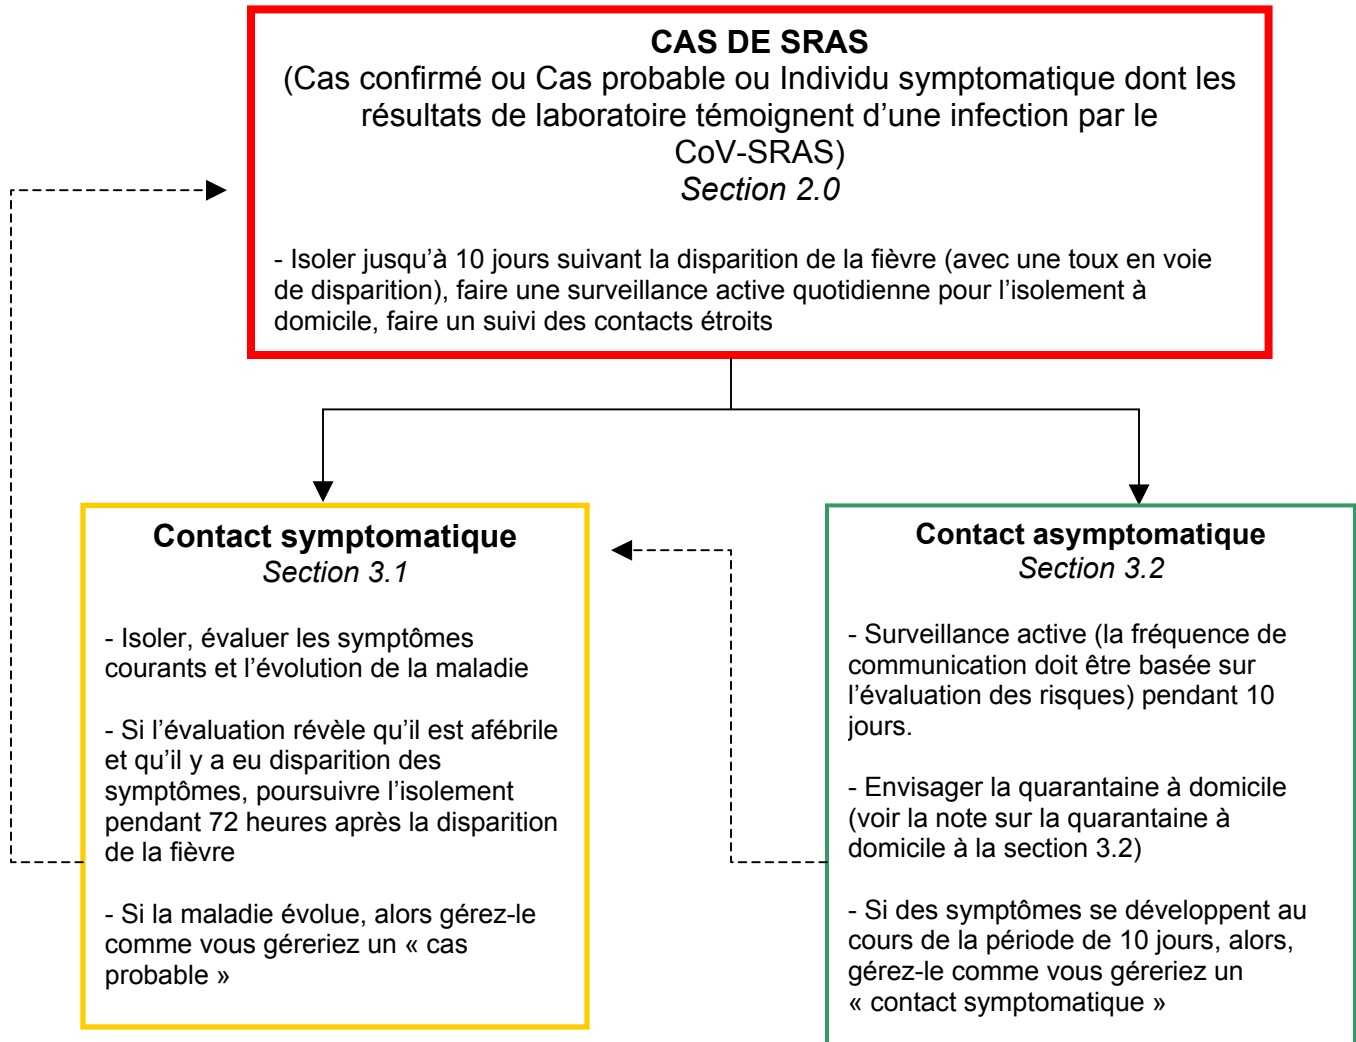 CAS DE SRAS
(Cas confirmé ou Cas probable ou Individu symptomatique dont les
résultats de laboratoire témoignent d’une infection par le
CoV-SRAS)
Section 2.0
- Isoler jusqu’à 10 jours suivant la disparition de la fièvre (avec une toux en voie
de disparition), faire une surveillance active quotidienne pour l’isolement à
domicile, faire un suivi des contacts étroits
Contact symptomatique
Section 3.1
- Isoler, évaluer les symptômes
courants et l’évolution de la maladie
- Si l’évaluation révèle qu’il est afébrile
et qu’il y a eu disparition des
symptômes, poursuivre l’isolement
pendant 72 heures après la disparition
de la fièvre
- Si la maladie évolue, alors gérez-le
comme vous géreriez un « cas
probable »
Contact asymptomatique
Section 3.2
- Surveillance active (la fréquence de
communication doit être basée sur
l’évaluation des risques) pendant 10
jours.
- Envisager la quarantaine à domicile
(voir la note sur la quarantaine à
domicile à la section 3.2)
- Si des symptômes se développent au
cours de la période de 10 jours, alors,
gérez-le comme vous géreriez un
« contact symptomatique »